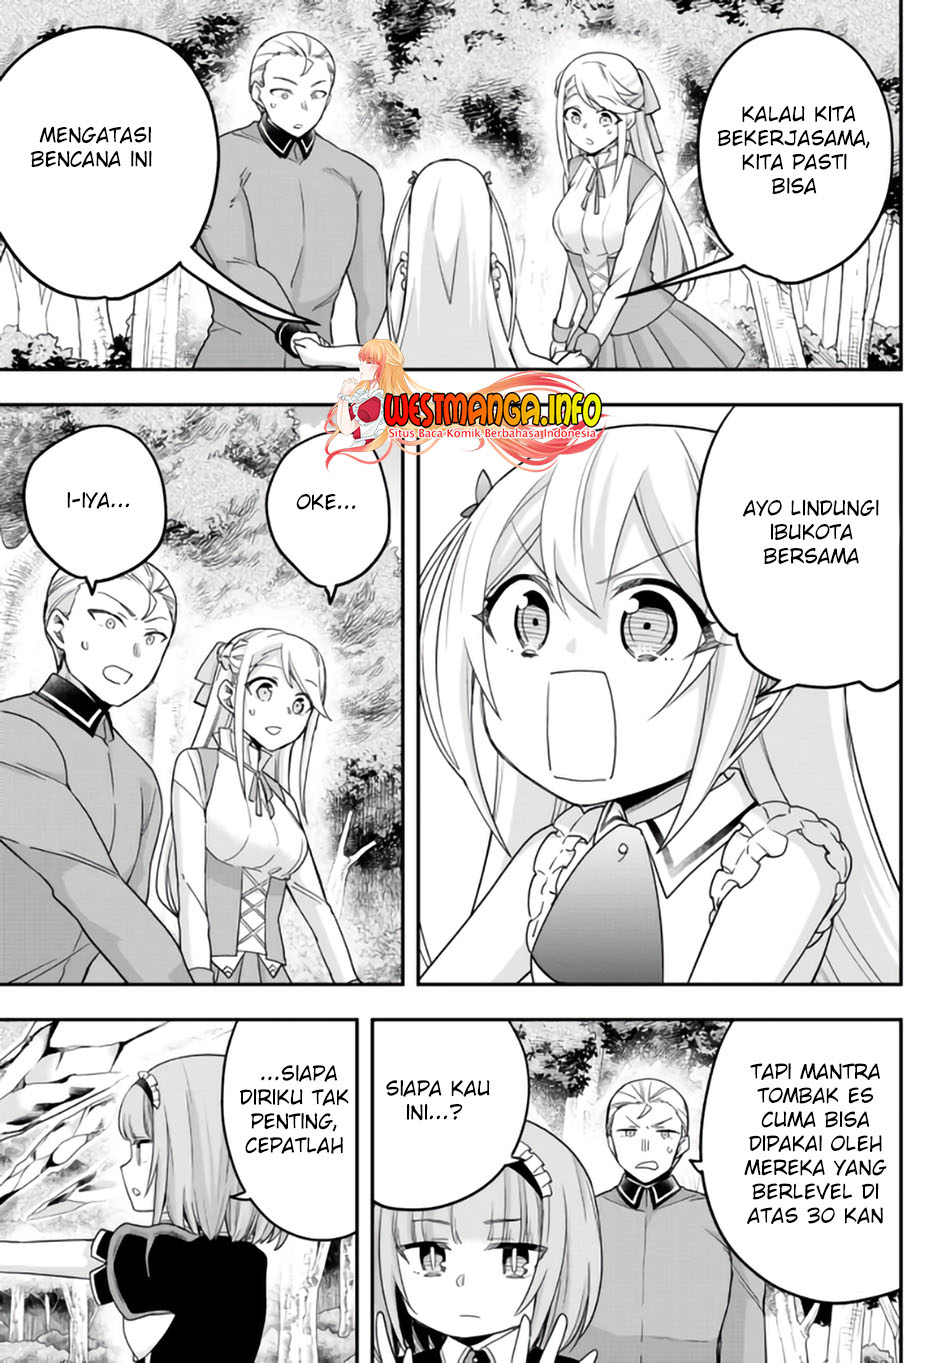 KALAU KITA
BEKERJASAMA,
KITA PASTI
BISA
MENGATASI
BENCANA INI
WESTMANGA.INFO
Situs Baca Komik Berbahasa Indonesia
AYO LINDUNGI
IBUKOTA
BERSAMA
OKE...
I-IYA...
TAPI MANTRA
TOMBAK ES
CUMA BISA
DIPAKAI OLEH
MEREKA YANG
BERLEVEL DI
ATAS 30 KAN
SIAPA KAU
INI...?
...SIAPA
DIRIKU TAK
PENTING,
CEPATLAH